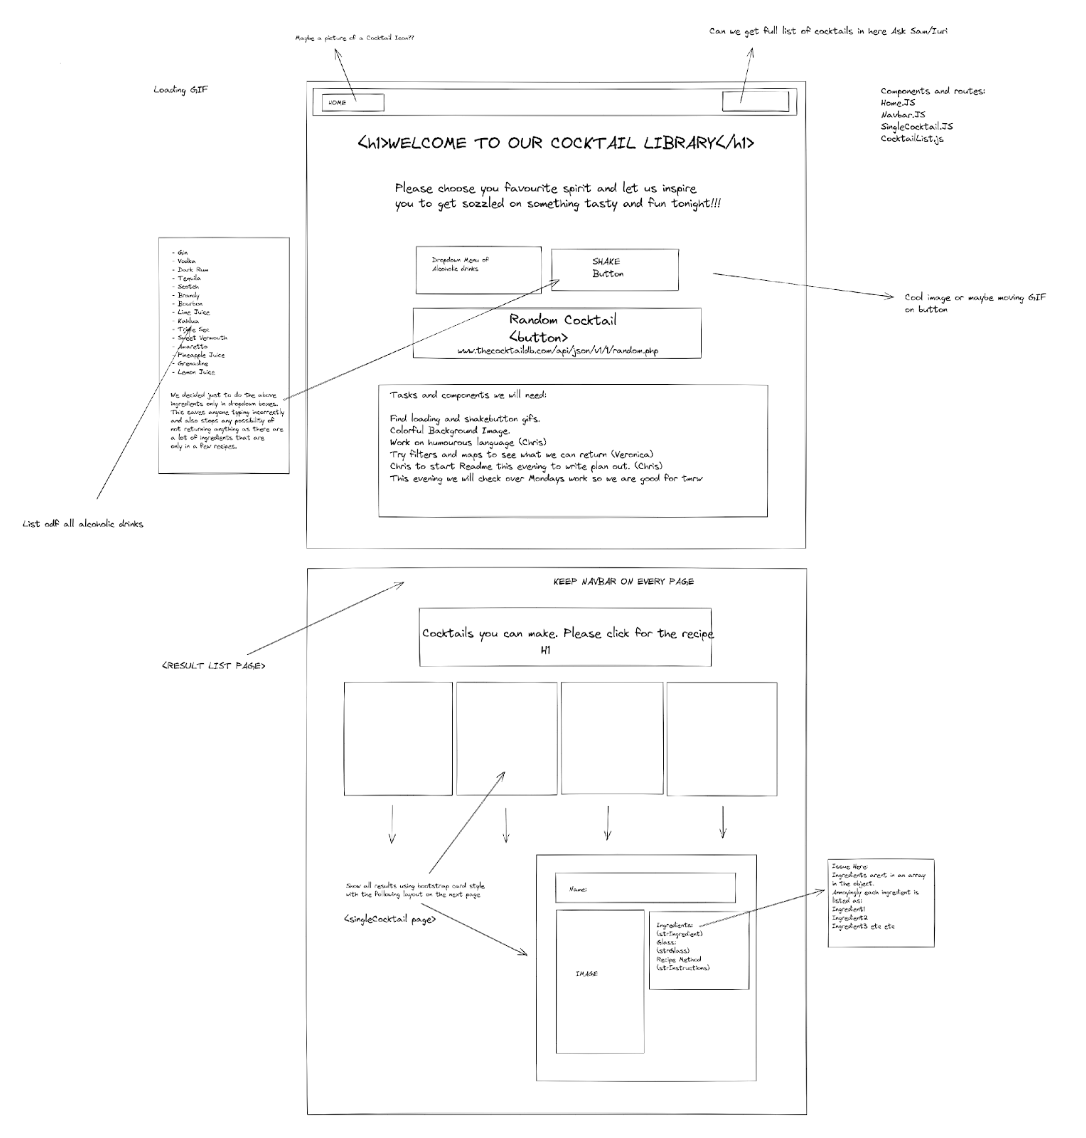 Maybe a picture of a Cocktail Icon??
Can we get full list of cocktails in here Ask Sam/Iuri
Loading GIF
Components and routes:
Home.JS
Navbar.JS
SingleCocktail.JS
CocktailList.js
HOME
<h1>WELCOME TO OUR COCKTAIL LIBRARY</h1>
Please choose you favourite spirit and let us inspire
you to get sozzled on something tasty and fun tonight!!!
- Gin
- Vodka
- Dark Rum
- Tequila
- Scotch
- Brandy
- Bourbon
- Lime Juice
- Kahlua
- Triple Sec
- Sweet Vermouth
- Amaretto
- Pineapple Juice
- Grenadine
- Lemon Juice
We decided just to do the above
ingredients only in dropdown boxes.
This saves anyone typing incorrectly
and also stops any possibility of
not returning anything as there are
a lot of ingredients that are
only in a few recipes.
List odf all alcoholic drinks
Dropdown Menu of
Alcoholic drinks
SHAKE
Button
Cool image or maybe moving GIF
on button
Random Cocktail
<button>
www.thecocktaildb.com/api/json/v1/1/random.php
Tasks and components we will need:
Find loading and shakebutton gifs.
Colorful Background Image.
Work on humourous language (Chris)
Try filters and maps to see what we can return (Veronica)
Chris to start Readme this evening to write plan out. (Chris)
This evening we will check over Mondays work so we are good for tmrw
KEEP NAVBAR ON EVERY PAGE
<RESULT LIST PAGE>
Cocktails you can make. Please click for the recipe
H1
Show all results using bootstrap card style
with the following layout on the next page
<singleCocktail page>
Name:
IMAGE
Ingredients:
(strIngredient)
Glass:
(strGlass)
Recipe Method
(strInstructions)
Issue Here:
Ingredients arent in an array
in the object.
Annoyingly each ingredient is
listed as:
Ingredient1
Ingredient2
Ingredient3 etc etc